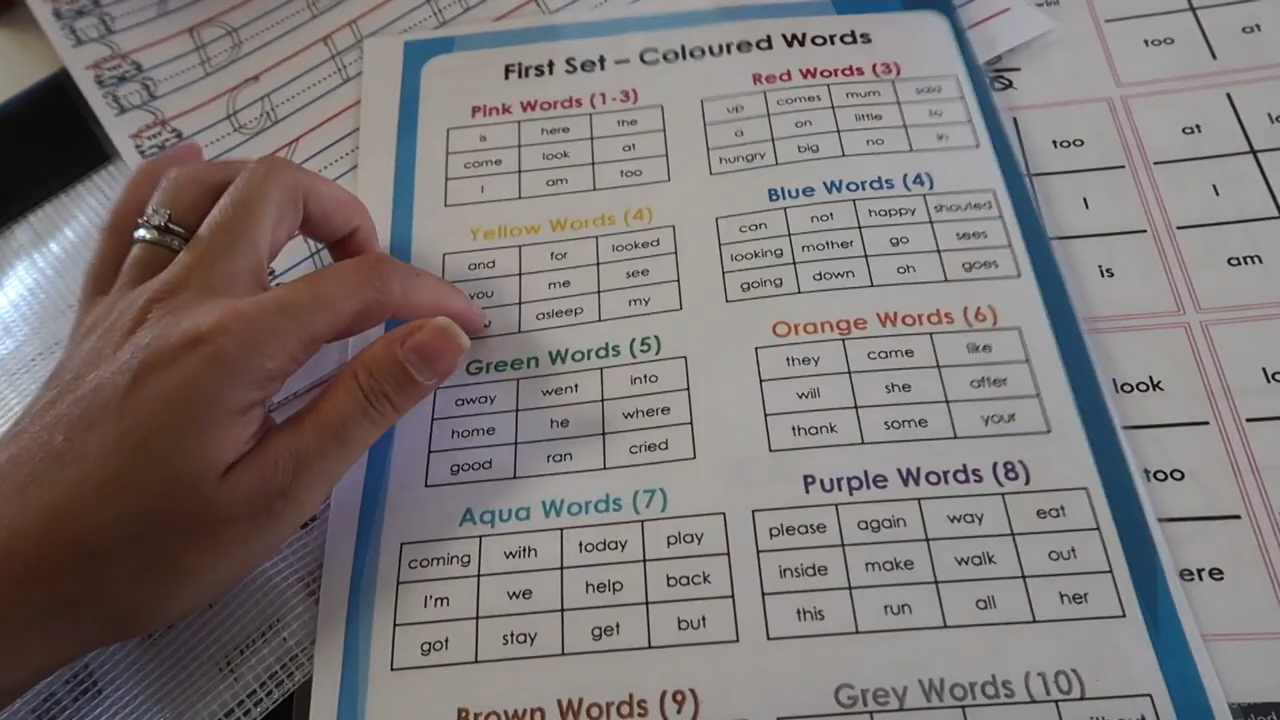 First Set – Coloured Words
Pink Words (1-3)
is here the
come look at
I am too
Red Words (3)
up comes mum said
a on little to
hungry big no in
Yellow Words (4)
and for looked
you me see
asleep my
Blue Words (4)
can not happy shouted
looking mother go sees
going down oh goes
Green Words (5)
away went into
home he where
good ran cried
Orange Words (6)
they came like
will she after
thank some your
Aqua Words (7)
coming with today play
I'm we help back
got stay get but
Purple Words (8)
please again way eat
inside make walk out
this run all her
Brown Words (9)
Grey Words (10)
too at
too
I
is
at
I
am
look
too
ere
D
G